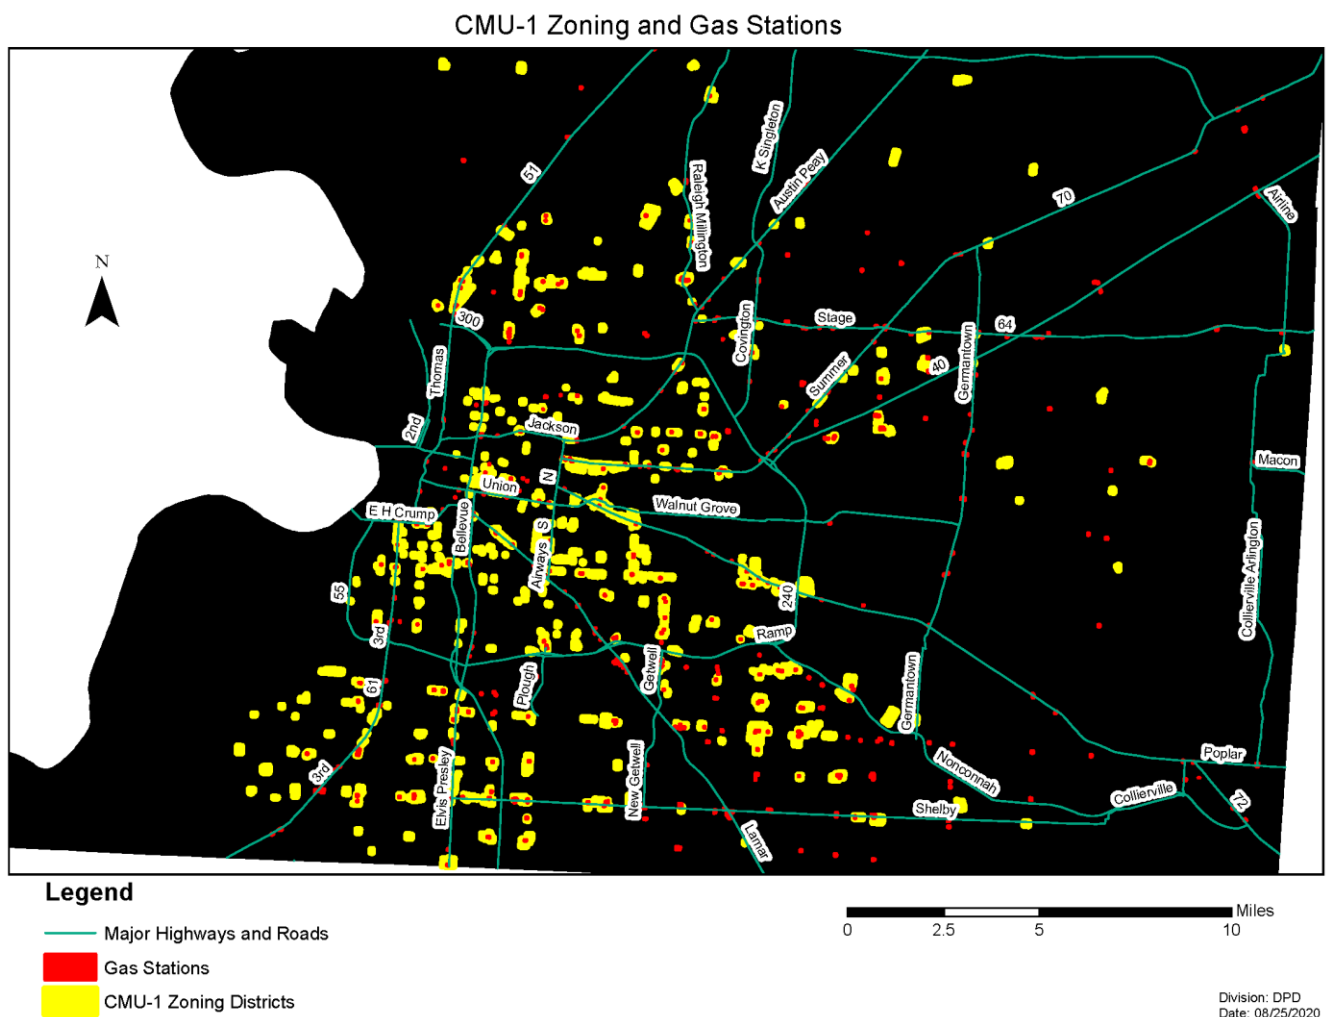 CMU-1 Zoning and Gas Stations
N
51
K Singleton
Austin Peay
Raleigh Millington
70
Airline
300
Covington
Stage
64
Thomas
Summer
40
Germantown
2nd
Jackson
Macon
N
Union
Walnut Grove
E H Crump
Bellevue
Airways S
55
240
Collierville Arlington
3rd
Ramp
Getwell
Plough
61
Germantown
3rd
Elvis Presley
New Getwell
Nonconnah
Poplar
Shelby
Collierville
72
Lamar
Legend
Major Highways and Roads
Gas Stations
CMU-1 Zoning Districts
Miles
0 2.5 5 10
Division: DPD
Date: 08/25/2020